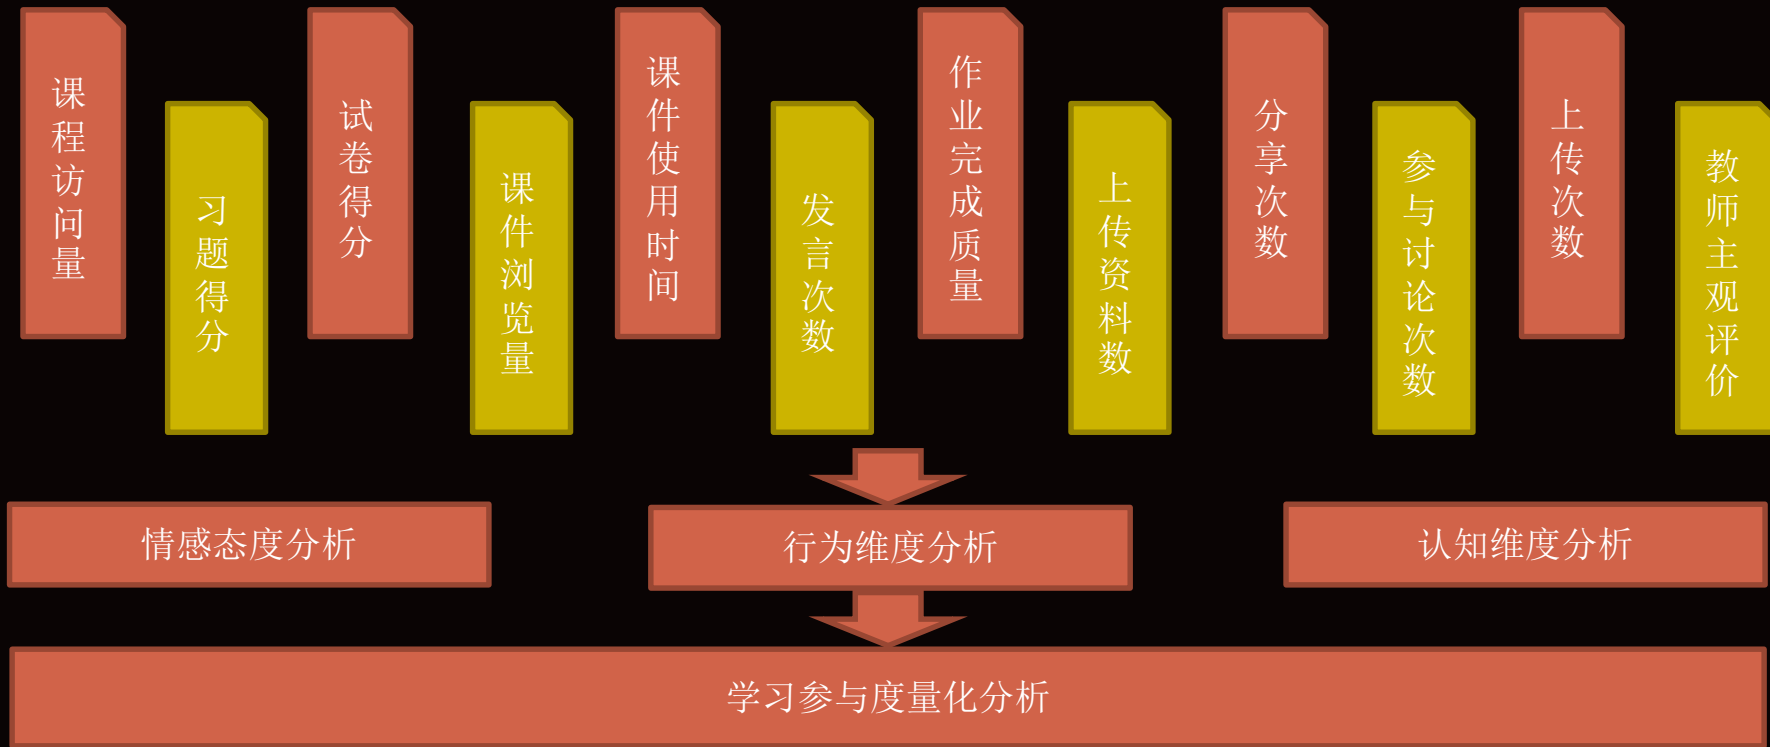 课程访问量
习题得分
试卷得分
课件浏览量
课件使用时间
发言次数
作业完成质量
上传资料数
分享次数
参与讨论次数
上传次数
教师主观评价
情感态度分析
行为维度分析
认知维度分析
学习参与度量化分析